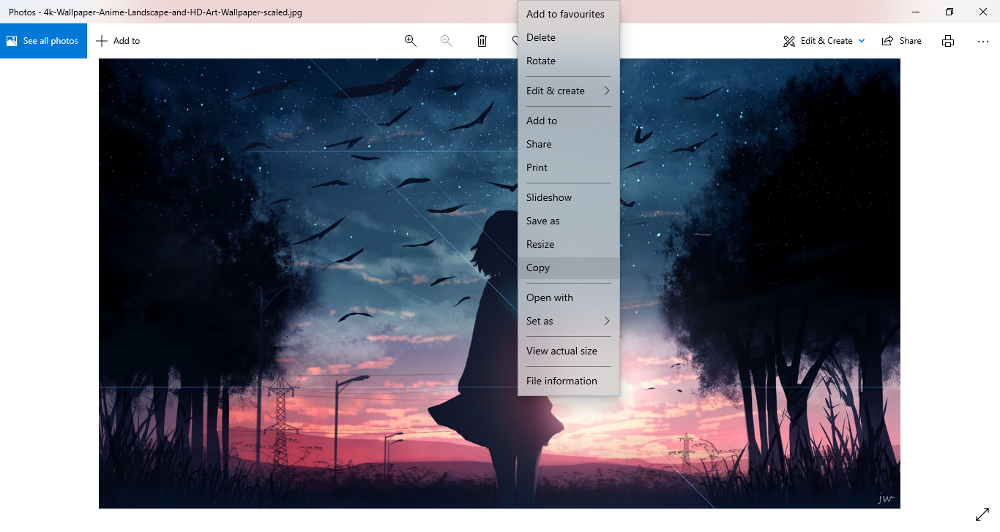 Photos - 4k-Wallpaper-Anime-Landscape-and-HD-Art-Wallpaper-scaled.jpg
See all photos
Add to
Edit & Create
Share
Add to favourites
Delete
Rotate
Edit & create
Add to
Share
Print
Slideshow
Save as
Resize
Copy
Open with
Set as
View actual size
File information
jw